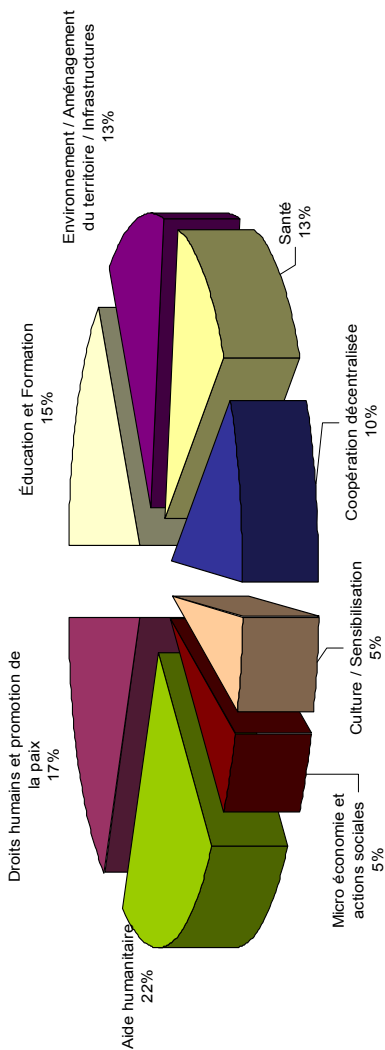 Droits humains et promotion de
la paix
17%
Éducation et Formation
15%
Environnement / Aménagement
du territoire / Infrastructures
13%
Santé
13%
Coopération décentralisée
10%
Culture / Sensibilisation
5%
Micro économie et
actions sociales
5%
Aide humanitaire
22%